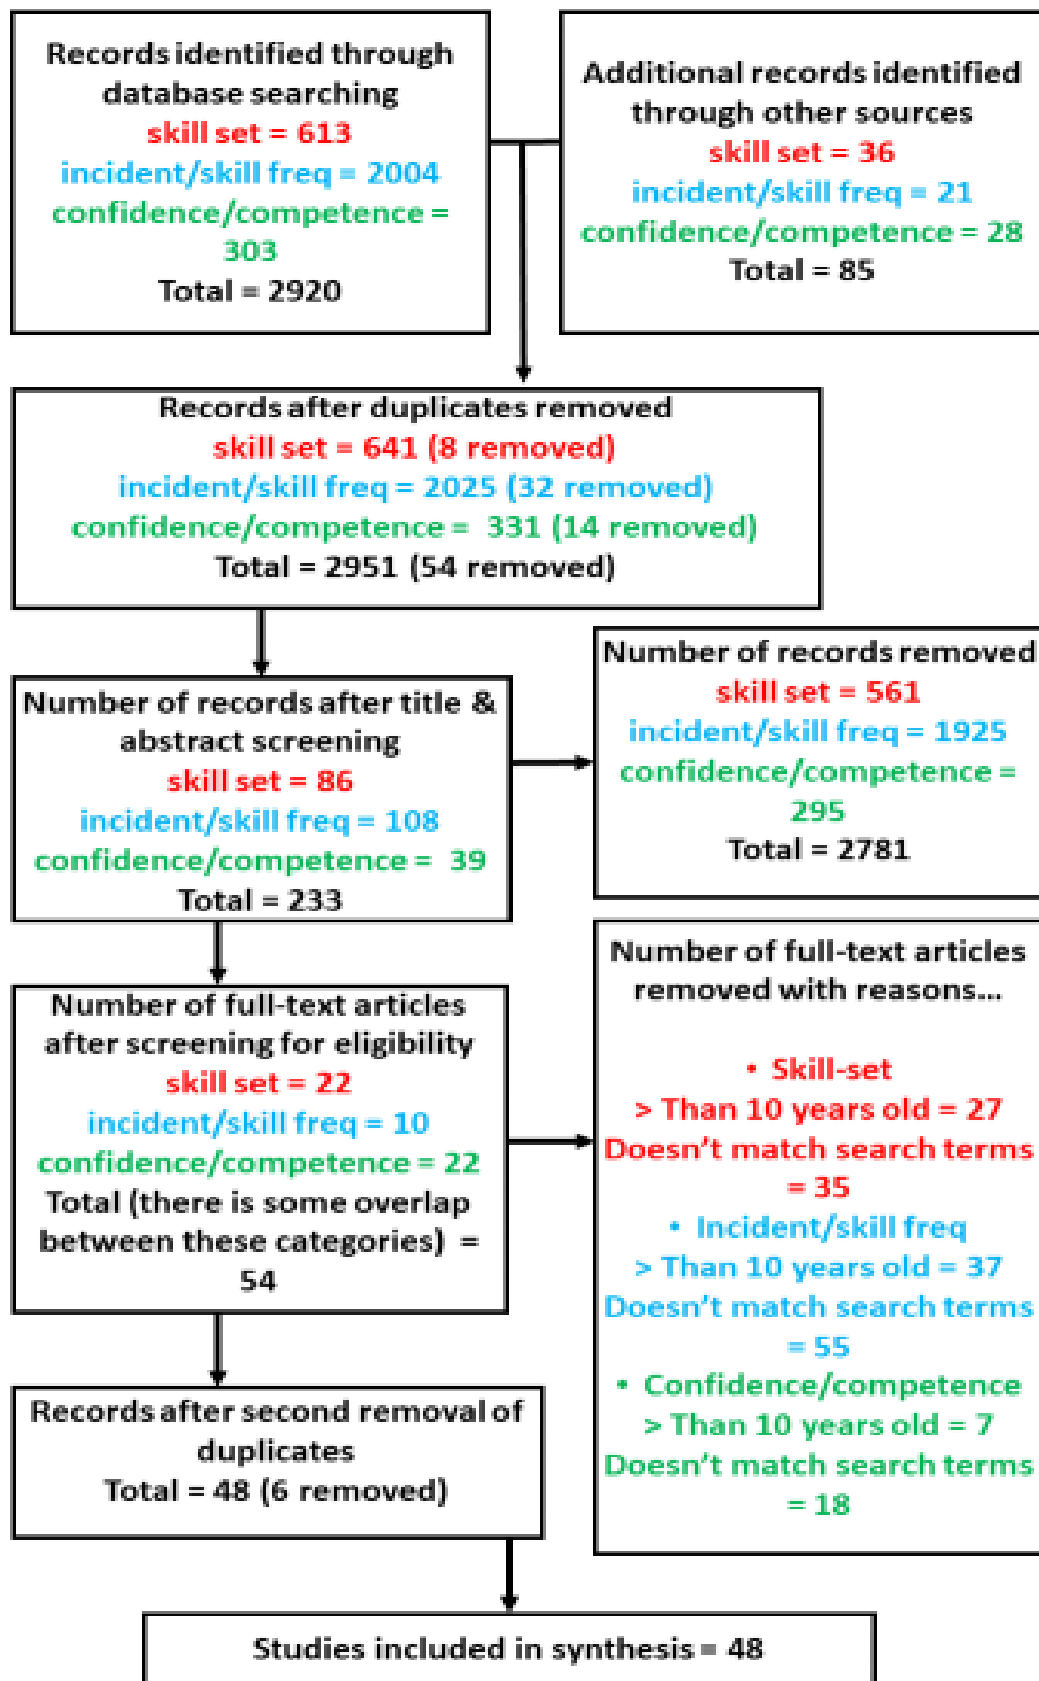 Records identified through
database searching
skill set = 613
incident/skill freq = 2004
confidence/competence =
303
Total = 2920
Additional records identified
through other sources
skill set = 36
incident/skill freq = 21
confidence/competence = 28
Total = 85
Records after duplicates removed
skill set = 641 (8 removed)
incident/skill freq = 2025 (32 removed)
confidence/competence = 331 (14 removed)
Total = 2951 (54 removed)
Number of records after title &
abstract screening
skill set = 86
incident/skill freq = 108
confidence/competence = 39
Total = 233
Number of records removed
skill set = 561
incident/skill freq = 1925
confidence/competence =
295
Total = 2781
Number of full-text articles
after screening for eligibility
skill set = 22
incident/skill freq = 10
confidence/competence = 22
Total (there is some overlap
between these categories) =
54
Number of full-text articles
removed with reasons...
• Skill-set
> Than 10 years old = 27
Doesn't match search terms
= 35
• Incident/skill freq
> Than 10 years old = 37
Doesn't match search terms
= 55
• Confidence/competence
> Than 10 years old = 7
Doesn't match search terms
= 18
Records after second removal of
duplicates
Total = 48 (6 removed)
Studies included in synthesis = 48